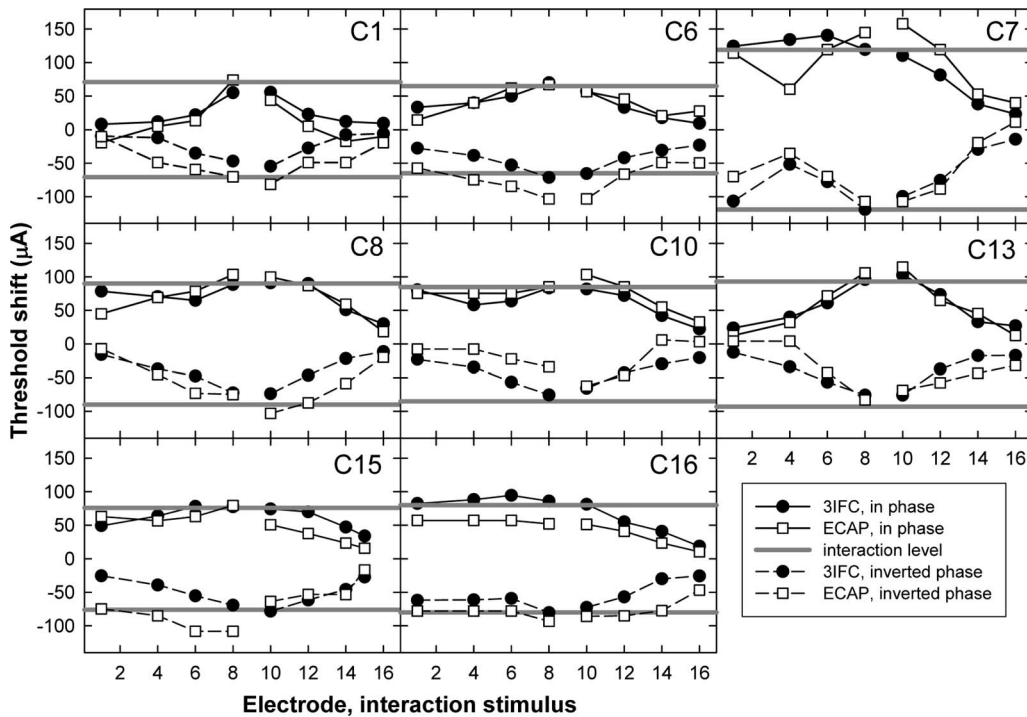 C1
C6
C7
150
100
50
0
-50
-100
C8
C10
C13
150
100
50
0
-50
-100
2 4 6 8 10 12 14 16
C15
C16
150
100
50
0
-50
-100
2 4 6 8 10 12 14 16
2 4 6 8 10 12 14 16
Threshold shift (µA)
Electrode, interaction stimulus
3IFC, in phase
ECAP, in phase
interaction level
3IFC, inverted phase
ECAP, inverted phase